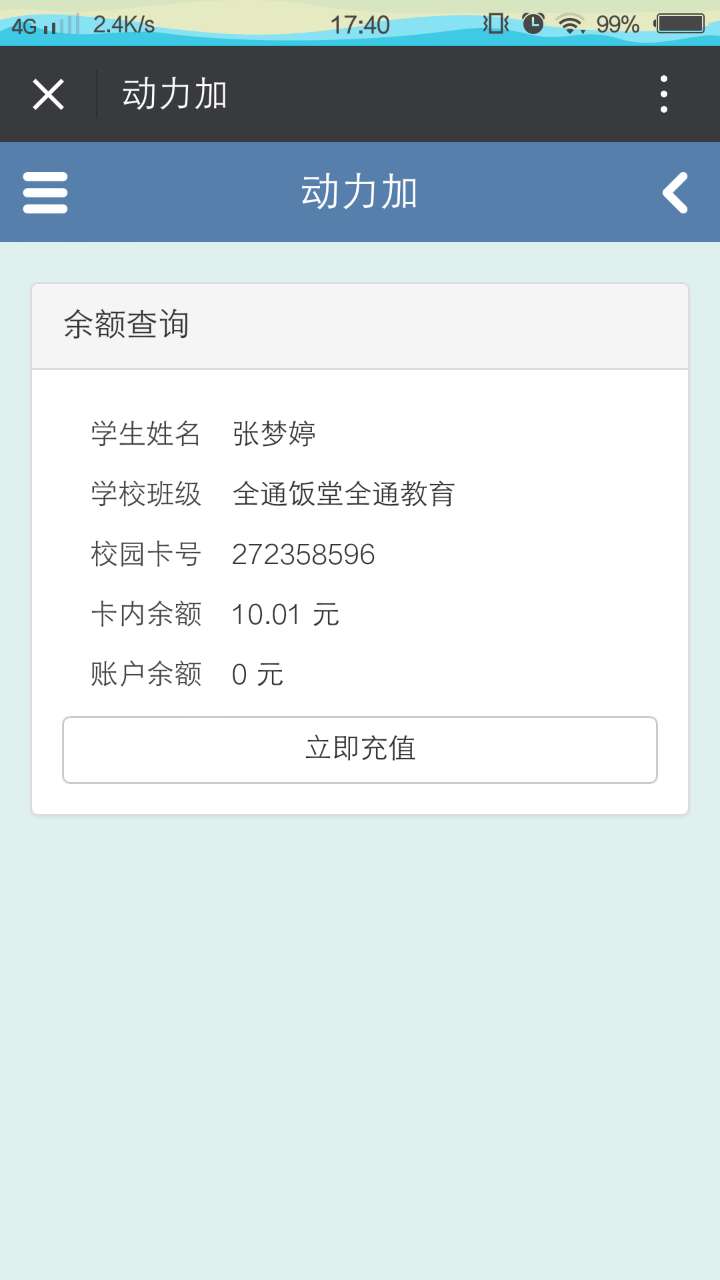 4G 2.4K/s 17:40 99%
动力加
动力加
余额查询
学生姓名 张梦婷
学校班级 全通饭堂全通教育
校园卡号 272358596
卡内余额 10.01 元
账户余额 0 元
立即充值